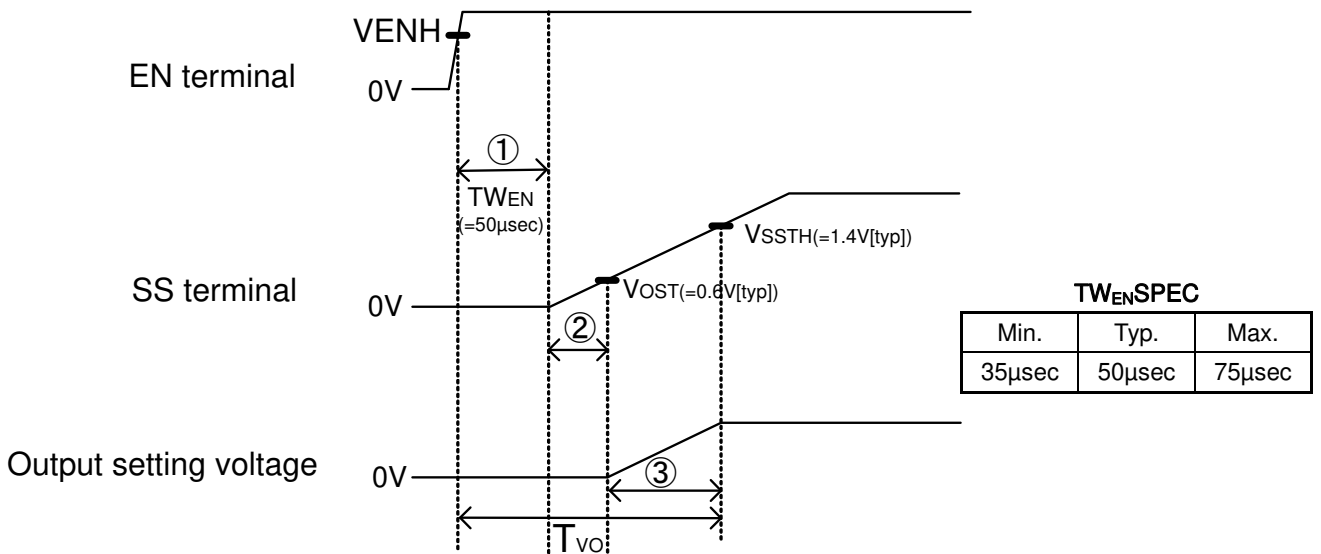 VENH
EN terminal
0V
①
TWEN
(=50µsec)
VSSTH(=1.4V[typ])
SS terminal
0V
VOST(=0.6V[typ])
②
TWENSPEC
Min. Typ. Max.
35µsec 50µsec 75µsec
Output setting voltage
0V
③
TVO